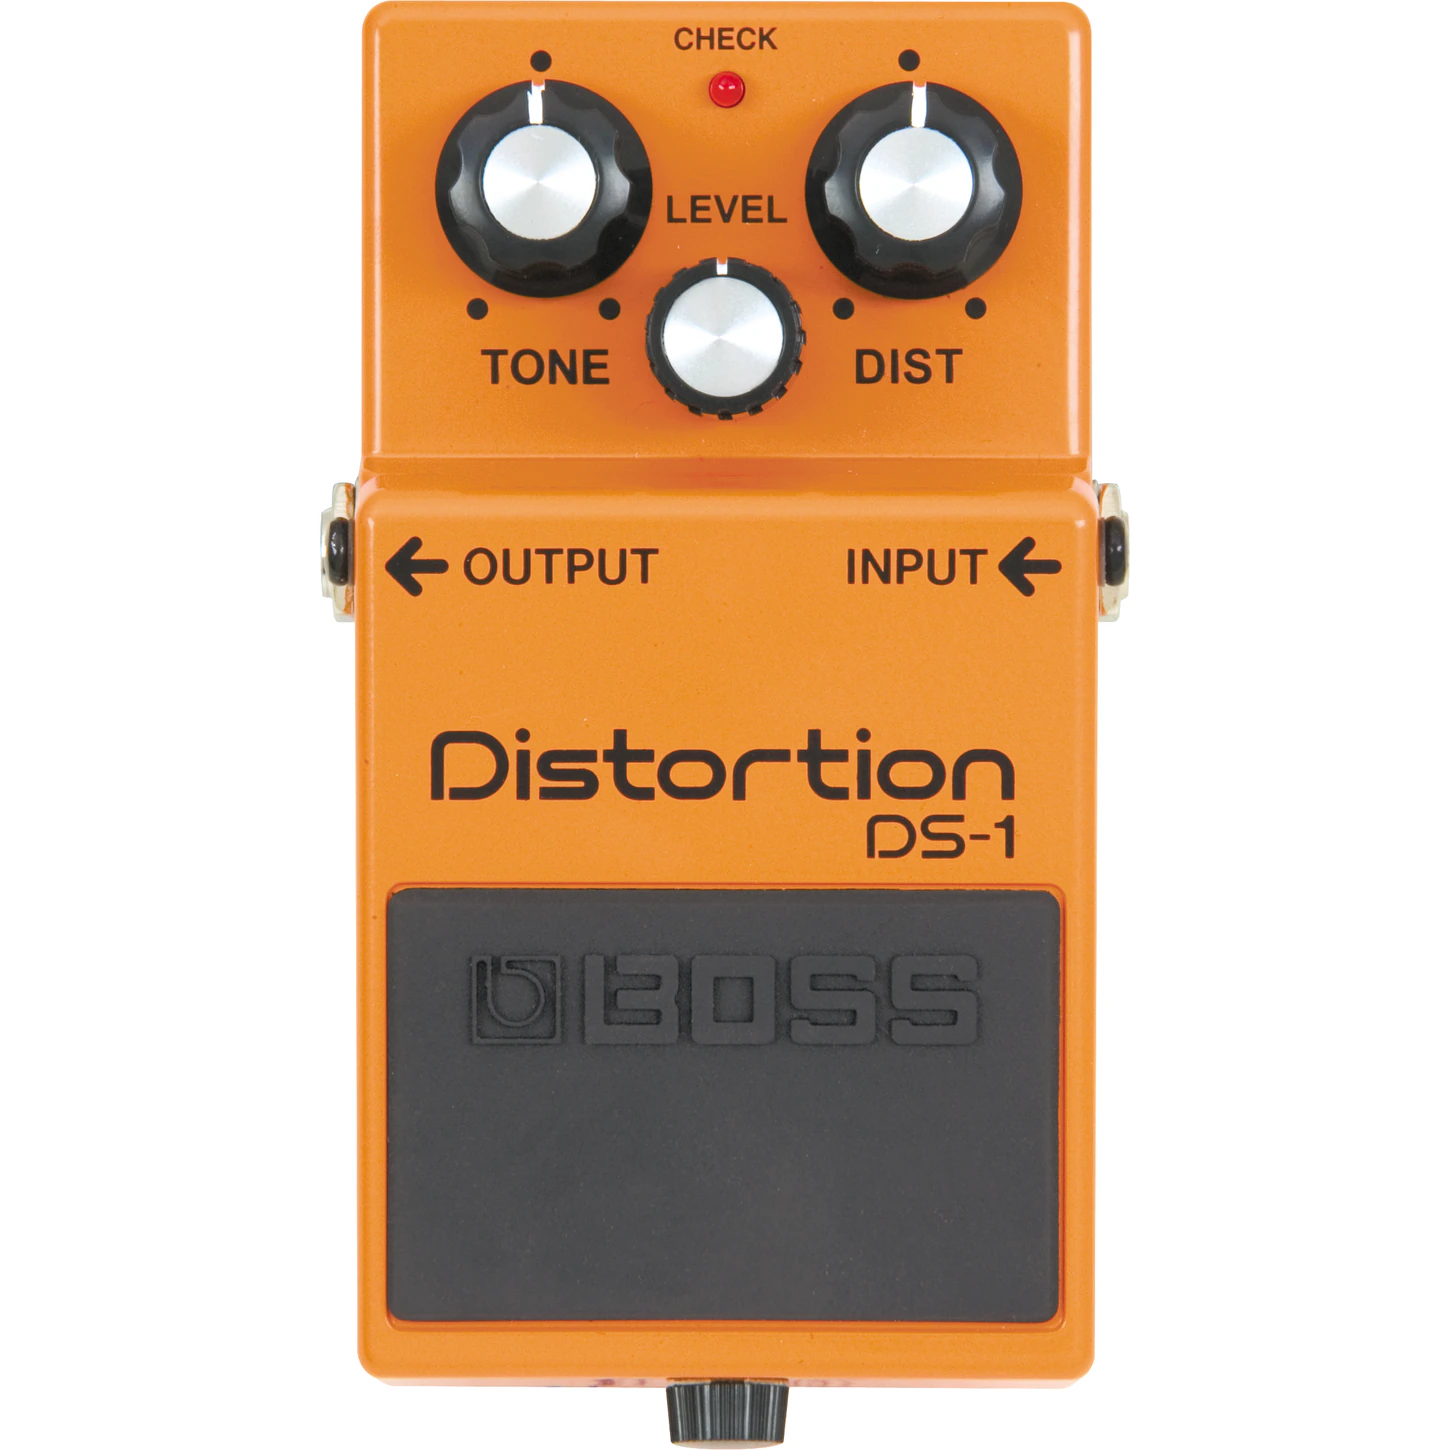 CHECK
LEVEL
TONE
DIST
OUTPUT
INPUT
Distortion
DS-1
BOSS